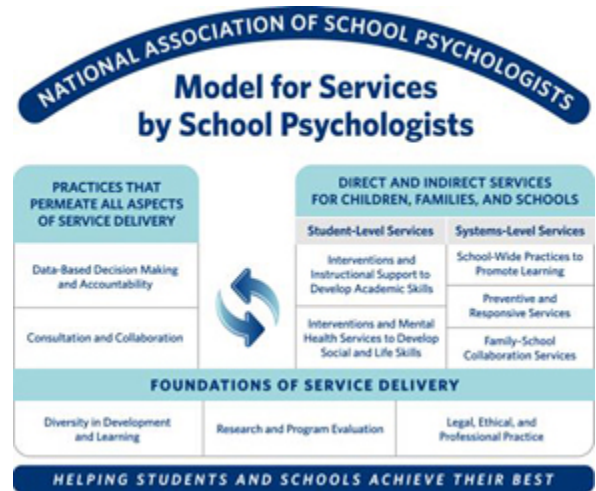 NATIONAL ASSOCIATION OF SCHOOL PSYCHOLOGISTS
Model for Services
by School Psychologists
PRACTICES THAT
PERMEATE ALL ASPECTS
OF SERVICE DELIVERY
Data-Based Decision Making
and Accountability
Consultation and Collaboration
DIRECT AND INDIRECT SERVICES
FOR CHILDREN, FAMILIES, AND SCHOOLS
Student-Level Services
Interventions and
Instructional Support to
Develop Academic Skills
Interventions and Mental
Health Services to Develop
Social and Life Skills
Systems-Level Services
School-Wide Practices to
Promote Learning
Preventive and
Responsive Services
Family–School
Collaboration Services
FOUNDATIONS OF SERVICE DELIVERY
Diversity in Development
and Learning
Research and Program Evaluation
Legal, Ethical, and
Professional Practice
HELPING STUDENTS AND SCHOOLS ACHIEVE THEIR BEST